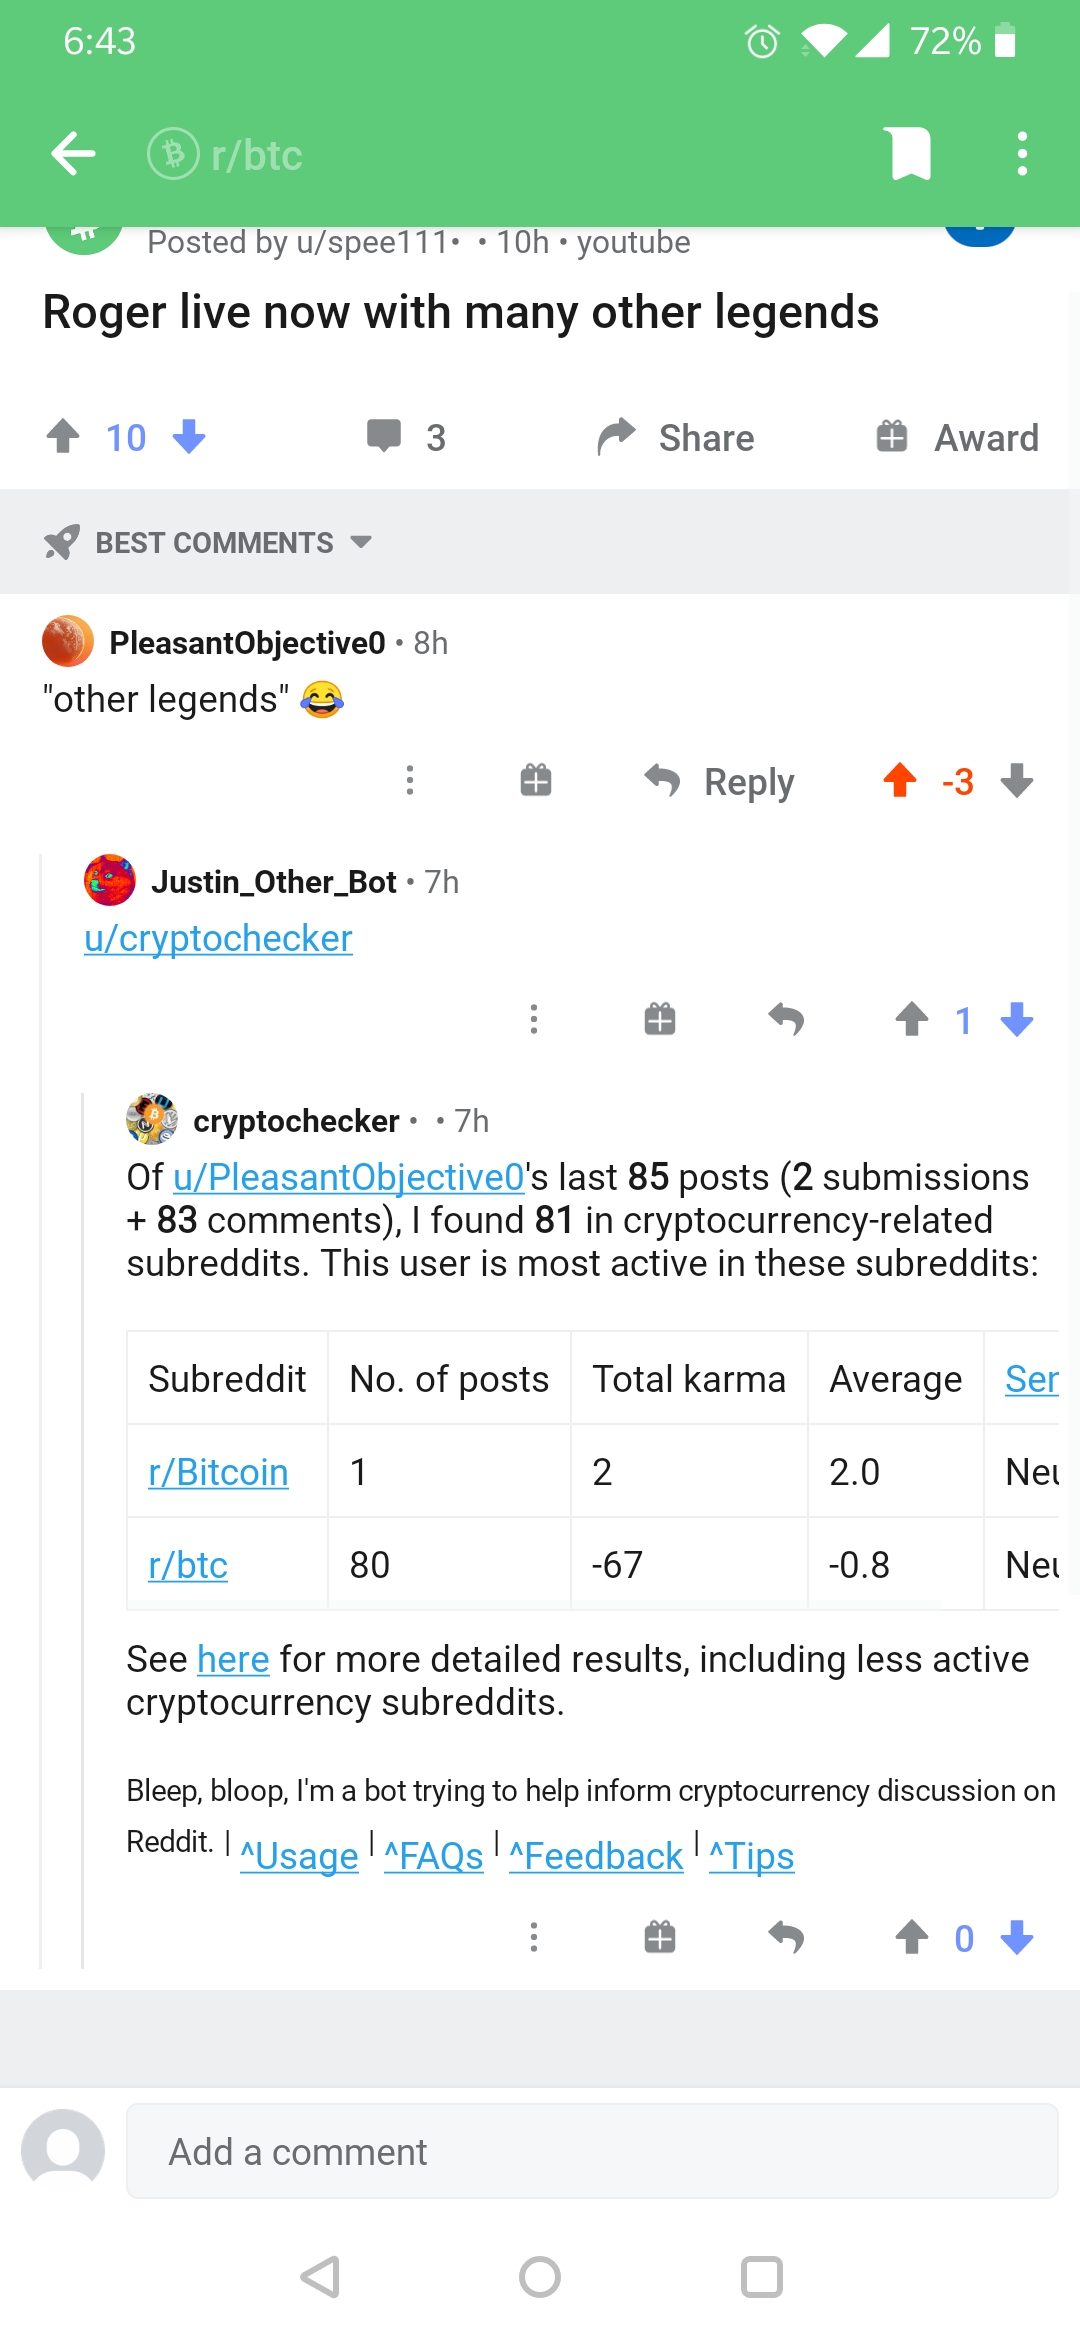 6:43
72%
r/btc
Posted by u/spee111• • 10h • youtube
Roger live now with many other legends
10
3
Share
Award
BEST COMMENTS
PleasantObjective0 • 8h
"other legends" 😂
Reply
-3
Justin_Other_Bot • 7h
u/cryptochecker
1
cryptochecker • • 7h
Of u/PleasantObjective0's last 85 posts (2 submissions
+ 83 comments), I found 81 in cryptocurrency-related
subreddits. This user is most active in these subreddits:
Subreddit No. of posts Total karma Average Sen
r/Bitcoin 1 2 2.0 Neu
r/btc 80 -67 -0.8 Neu
See here for more detailed results, including less active
cryptocurrency subreddits.
Bleep, bloop, I'm a bot trying to help inform cryptocurrency discussion on
Reddit. | ^Usage | ^FAQs | ^Feedback | ^Tips
0
Add a comment